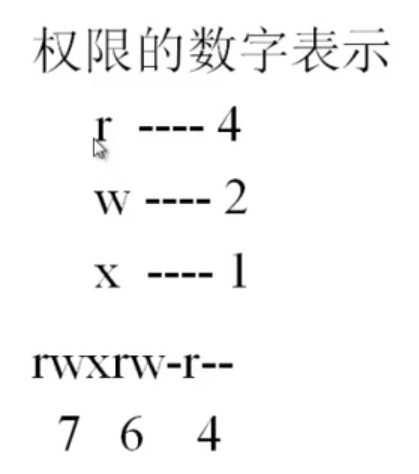 权限的数字表示
r ---- 4
w ---- 2
x ---- 1
rwxrw-r--
7 6 4